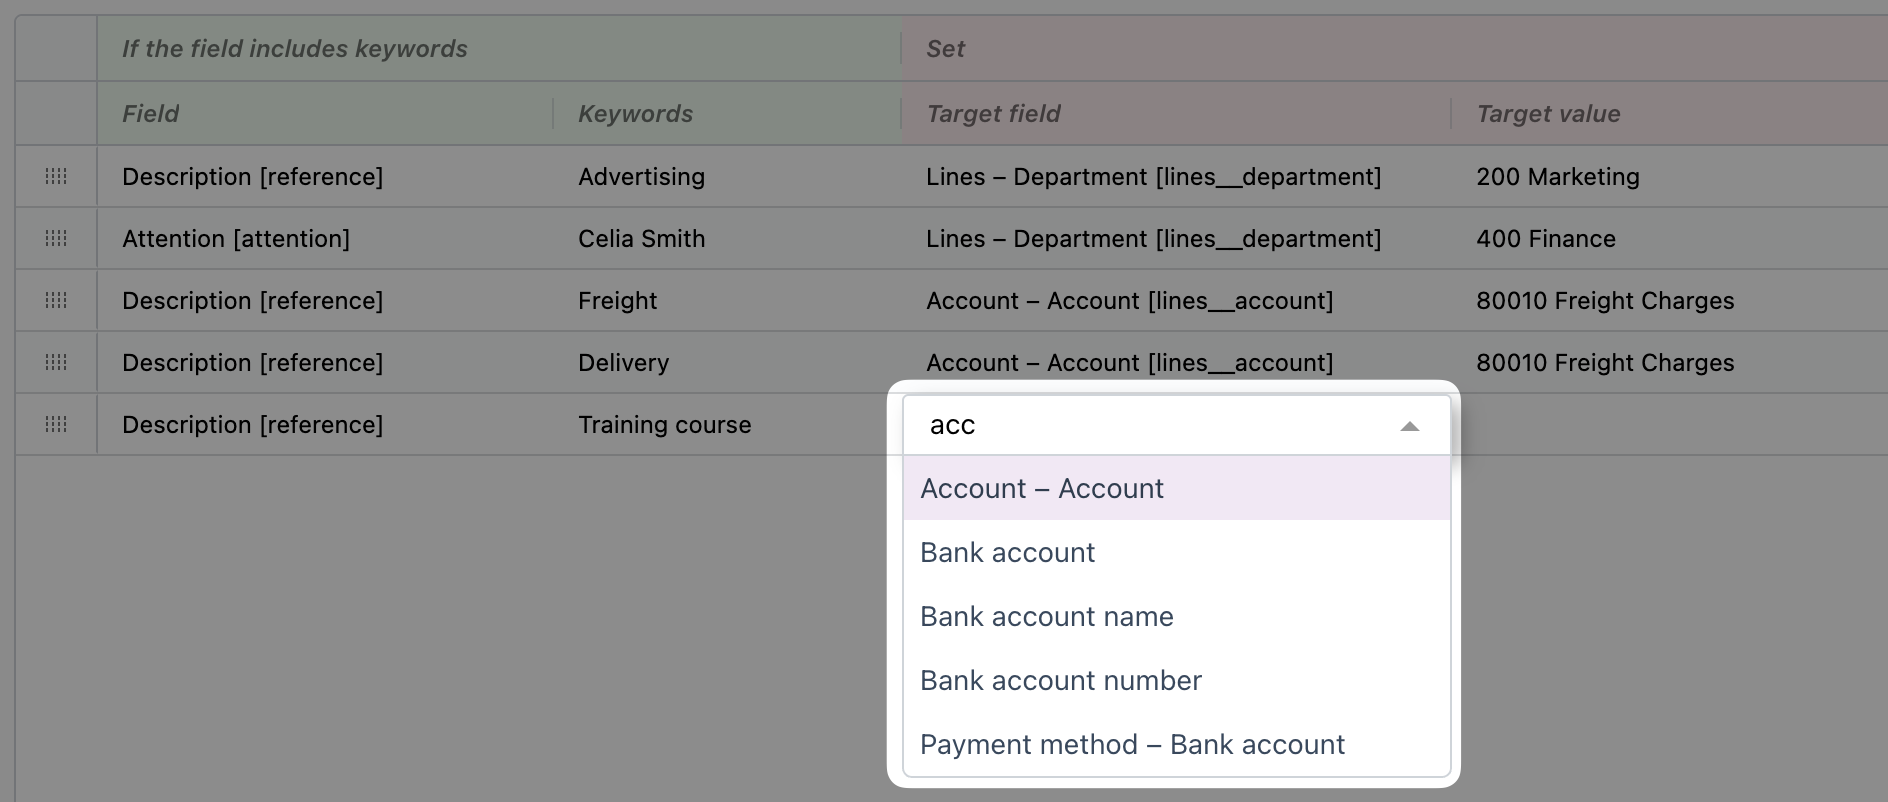 If the field includes keywords Set
Field Keywords Target field Target value
Description [reference] Advertising Lines – Department [lines__department] 200 Marketing
Attention [attention] Celia Smith Lines – Department [lines__department] 400 Finance
Description [reference] Freight Account – Account [lines__account] 80010 Freight Charges
Description [reference] Delivery Account – Account [lines__account] 80010 Freight Charges
Description [reference] Training course acc
Account – Account
Bank account
Bank account name
Bank account number
Payment method – Bank account